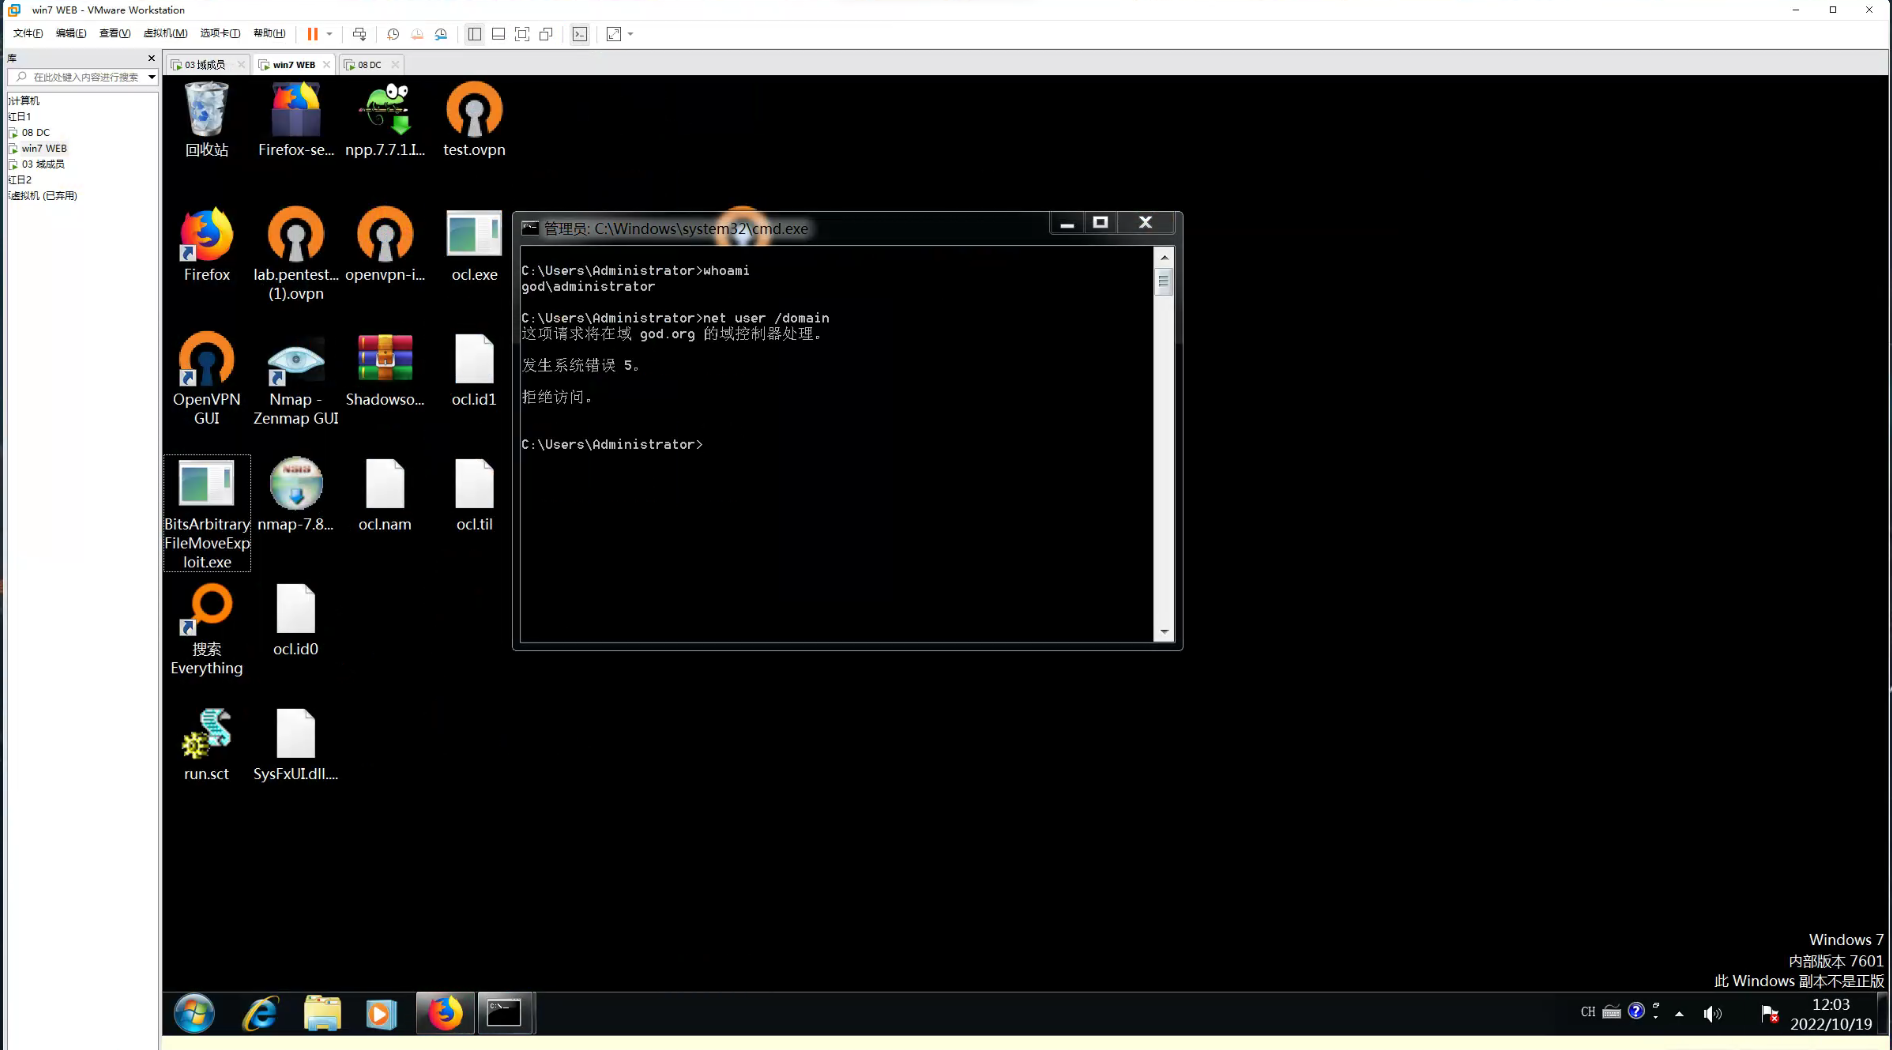 win7 WEB - VMware Workstation
文件(F) 编辑(E) 查看(V) 虚拟机(M) 选项卡(T) 帮助(H)
库
在此处键入内容进行搜索
03 域成员
win7 WEB
08 DC
计算机
红日1
08 DC
win7 WEB
03 域成员
红日2
虚拟机 (已弃用)
回收站
Firefox-se...
npp.7.7.1.I...
test.ovpn
Firefox
lab.pentest...
(1).ovpn
openvpn-i...
ocl.exe
OpenVPN
GUI
Nmap -
Zenmap GUI
Shadowso...
ocl.id1
BitsArbitrary
FileMoveExp
loit.exe
nmap-7.8...
ocl.nam
ocl.til
搜索
Everything
ocl.id0
run.sct
SysFxUI.dll....
管理员: C:\Windows\system32\cmd.exe
C:\Users\Administrator>whoami
god\administrator
C:\Users\Administrator>net user /domain
这项请求将在域 god.org 的域控制器处理。
发生系统错误 5。
拒绝访问。
C:\Users\Administrator>
Windows 7
内部版本 7601
此 Windows 副本不是正版
CH
12:03
2022/10/19